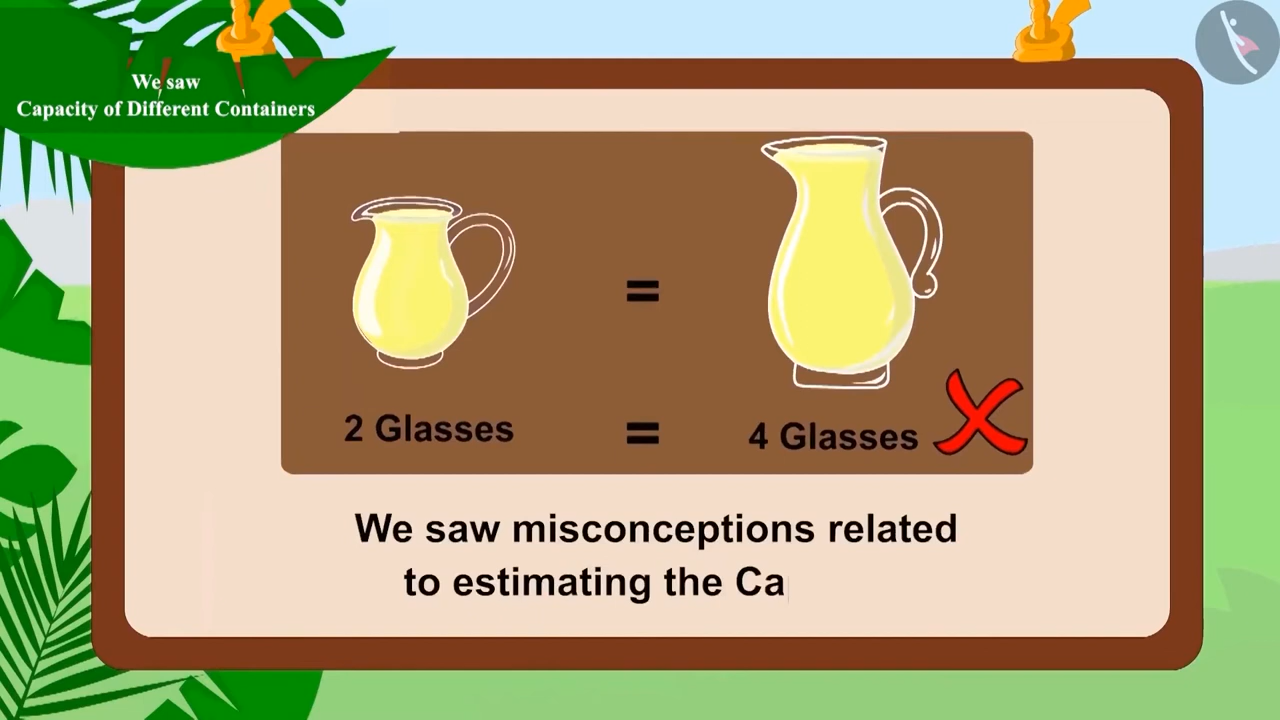 We saw
Capacity of Different Containers
=
2 Glasses = 4 Glasses
We saw misconceptions related
to estimating the Ca